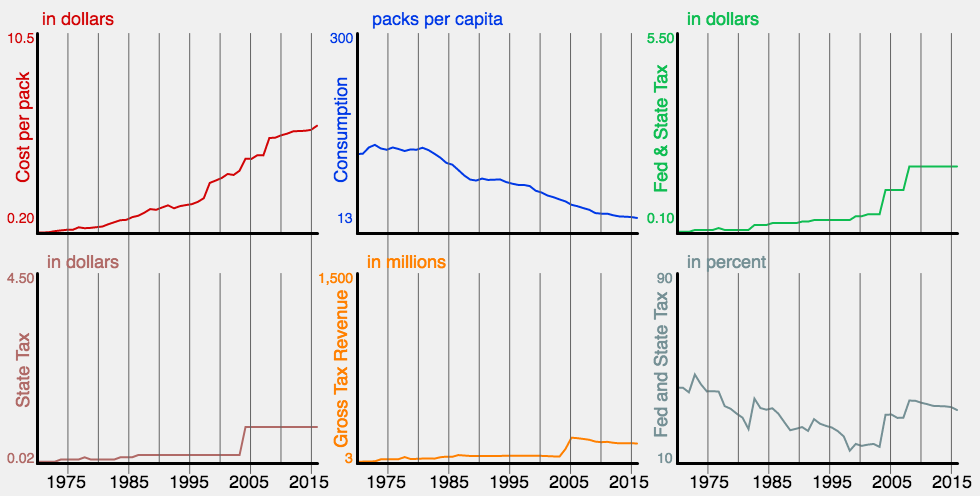 in dollars
10.5
Cost per pack
0.20
packs per capita
300
Consumption
13
in dollars
5.50
Fed & State Tax
0.10
in dollars
4.50
State Tax
0.02
1975 1985 1995 2005 2015
in millions
1,500
Gross Tax Revenue
3
1975 1985 1995 2005 2015
in percent
90
Fed and State Tax
10
1975 1985 1995 2005 2015